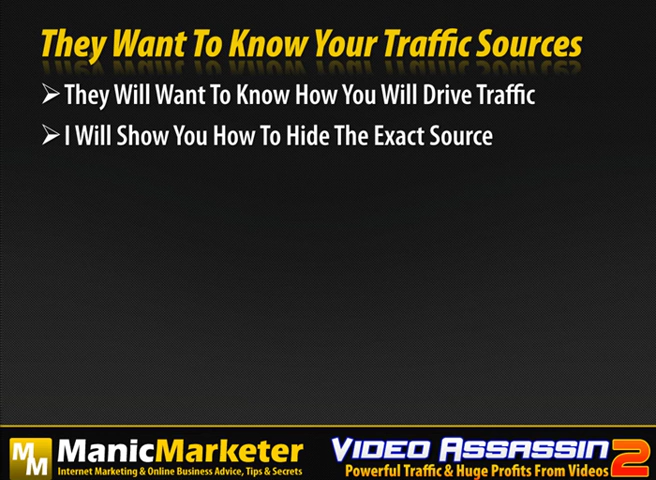 They Want To Know Your Traffic Sources
They Will Want To Know How You Will Drive Traffic
I Will Show You How To Hide The Exact Source
MM
ManicMarketer
Internet Marketing & Online Business Advice, Tips & Secrets
VIDEO ASSASSIN 2
Powerful Traffic & Huge Profits From Videos